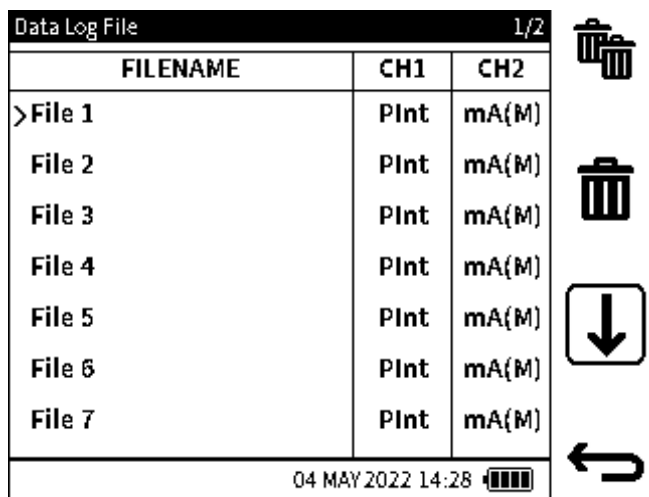 Data Log File 1/2
FILENAME CH1 CH2
>File 1 PInt mA(M)
File 2 PInt mA(M)
File 3 PInt mA(M)
File 4 PInt mA(M)
File 5 PInt mA(M)
File 6 PInt mA(M)
File 7 PInt mA(M)
04 MAY 2022 14:28